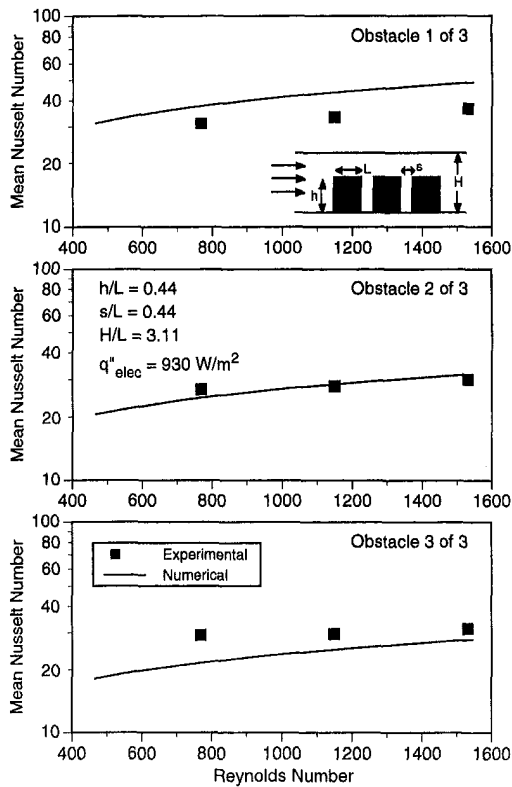 Obstacle 1 of 3
Mean Nusselt Number
100
80
60
40
20
10
L
s
H
h
400 600 800 1000 1200 1400 1600
Obstacle 2 of 3
h/L = 0.44
s/L = 0.44
H/L = 3.11
q"elec = 930 W/m2
Mean Nusselt Number
100
80
60
40
20
10
400 600 800 1000 1200 1400 1600
Obstacle 3 of 3
Experimental
Numerical
Mean Nusselt Number
100
80
60
40
20
10
400 600 800 1000 1200 1400 1600
Reynolds Number